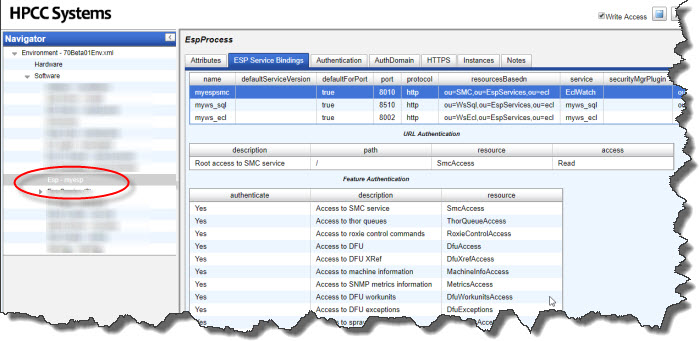 HPCC Systems
Write Access
Navigator
Environment - 70Beta01Env.xml
Hardware
Software
Esp - myesp
EspProcess
Attributes ESP Service Bindings Authentication AuthDomain HTTPS Instances Notes
name defaultServiceVersion defaultForPort port protocol resourcesBasedn service securityMgrPlugin
myespsmc true 8010 http ou=SMC,ou=EspServices,ou=ecl EclWatch ou
myws_sql true 8510 http ou=WsSql,ou=EspServices,ou=ecl myws_sql
myws_ecl true 8002 http ou=WsEcl,ou=EspServices,ou=ecl myws_ecl
URL Authentication
description path resource access
Root access to SMC service / SmcAccess Read
Feature Authentication
authenticate description resource
Yes Access to SMC service SmcAccess
Yes Access to thor queues ThorQueueAccess
Yes Access to roxie control commands RoxieControlAccess
Yes Access to DFU DfuAccess
Yes Access to DFU XRef DfuXrefAccess
Yes Access to machine information MachineInfoAccess
Yes Access to SNMP metrics information MetricsAccess
Yes Access to DFU workunits DfuWorkunitsAccess
Yes Access to DFU exceptions DfuExceptions
Yes Access to